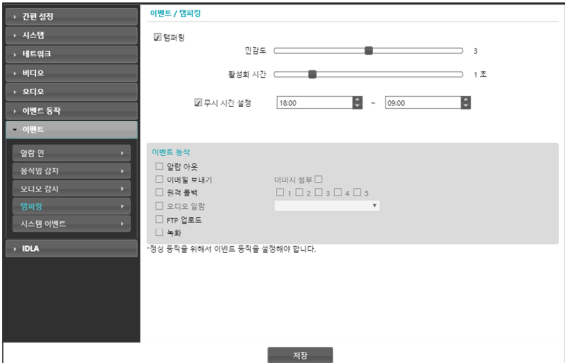 간편 설정
시스템
네트워크
비디오
오디오
이벤트 동작
이벤트
알람 인
움직임 감지
오디오 감지
탬퍼링
시스템 이벤트
IDLA
이벤트 / 탬퍼링
탬퍼링
민감도 3
활성화 시간 1 초
무시 시간 설정 18:00 ~ 09:00
이벤트 동작
알람 아웃
이메일 보내기 이미지 첨부
원격 콜백 1 2 3 4 5
오디오 알람
FTP 업로드
녹화
*정상 동작을 위해서 이벤트 동작을 설정해야 합니다.
저장